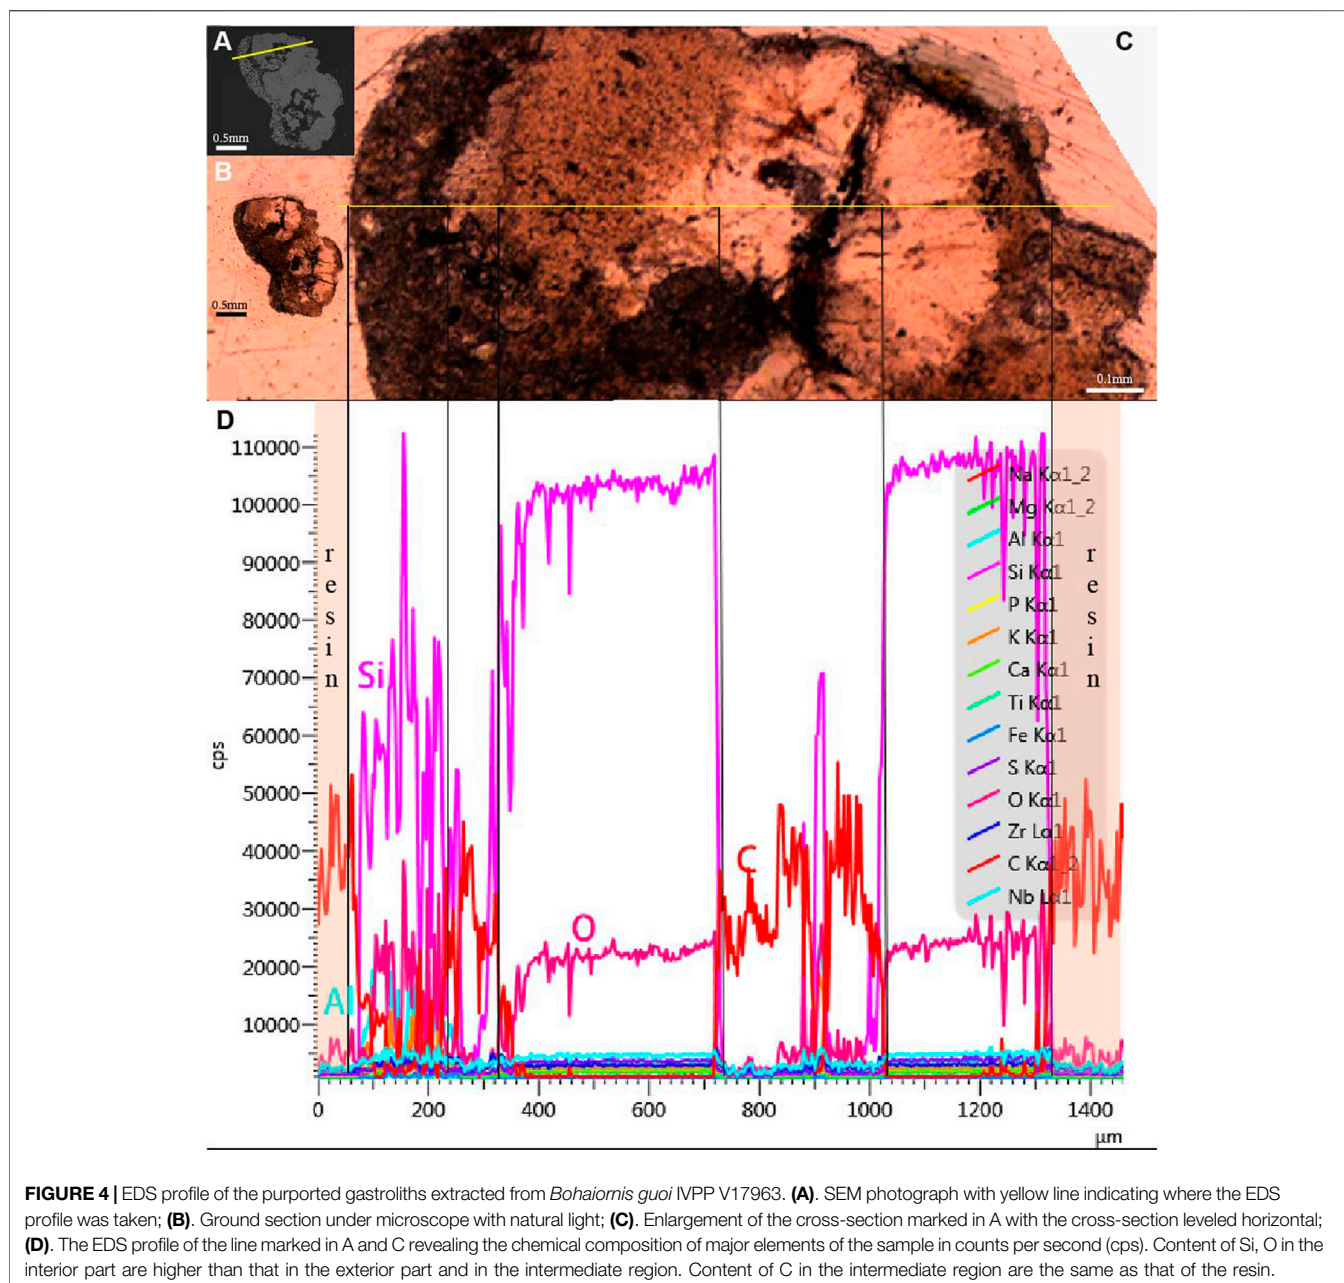 A
0.5mm
B
0.5mm
C
0.1mm
D
110000
100000
90000
80000
70000
60000
50000
40000
30000
20000
10000
cps
resin
Si
Al
O
C
Na Kα1_2
Mg Kα1_2
Al Kα1
Si Kα1
P Kα1
K Kα1
Ca Kα1
Ti Kα1
Fe Kα1
S Kα1
O Kα1
Zr Lα1
C Kα1_2
Nb Lα1
resin
0 200 400 600 800 1000 1200 1400
µm
FIGURE 4 | EDS profile of the purported gastroliths extracted from Bohaiornis guoi IVPP V17963. (A). SEM photograph with yellow line indicating where the EDS
profile was taken; (B). Ground section under microscope with natural light; (C). Enlargement of the cross-section marked in A with the cross-section leveled horizontal;
(D). The EDS profile of the line marked in A and C revealing the chemical composition of major elements of the sample in counts per second (cps). Content of Si, O in the
interior part are higher than that in the exterior part and in the intermediate region. Content of C in the intermediate region are the same as that of the resin.